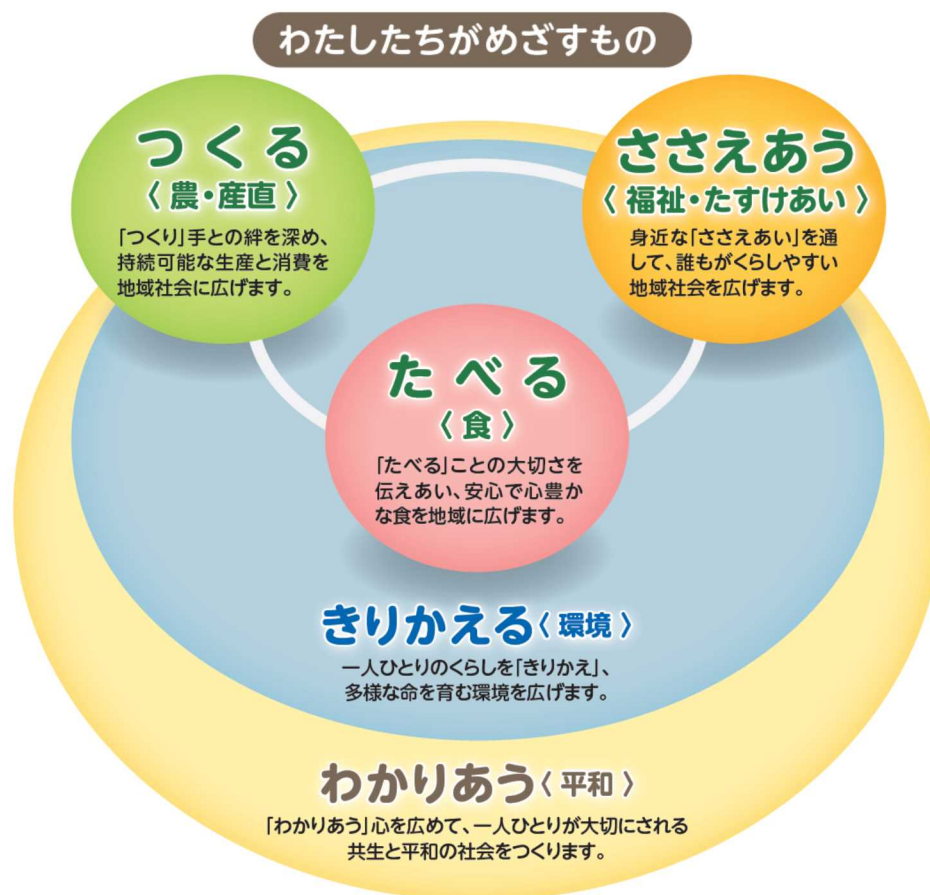 わたしたちがめざすもの
つくる
〈 農・産直 〉
「つくり」手との絆を深め、
持続可能な生産と消費を
地域社会に広げます。
ささえあう
〈 福祉・たすけあい 〉
身近な「ささえあい」を通
して、誰もがくらしやすい
地域社会を広げます。
たべる
〈 食 〉
「たべる」ことの大切さを
伝えあい、安心で心豊か
な食を地域に広げます。
きりかえる〈 環境 〉
一人ひとりのくらしを「きりかえ」、
多様な命を育む環境を広げます。
わかりあう〈 平和 〉
「わかりあう」心を広めて、一人ひとりが大切にされる
共生と平和の社会をつくります。